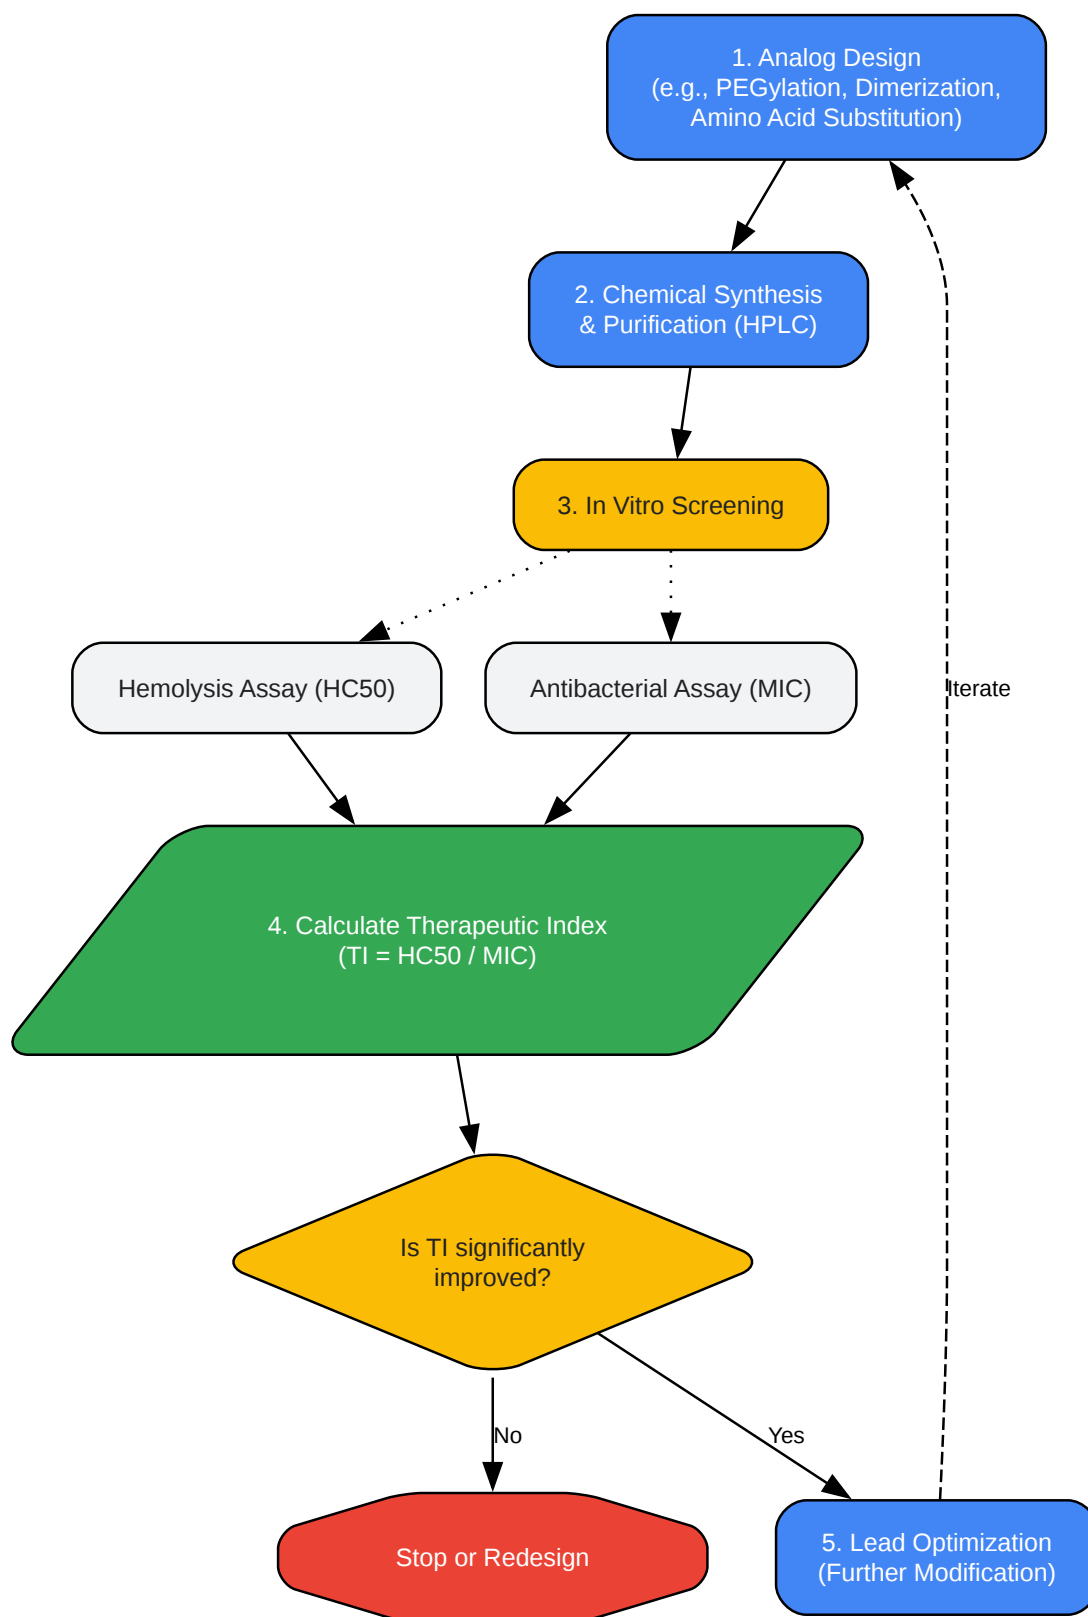 1. Analog Design
(e.g., PEGylation, Dimerization,
Amino Acid Substitution)
2. Chemical Synthesis
& Purification (HPLC)
3. In Vitro Screening
Hemolysis Assay (HC50)
Antibacterial Assay (MIC)
Iterate
4. Calculate Therapeutic Index
(TI = HC50 / MIC)
Is TI significantly
improved?
No
Yes
Stop or Redesign
5. Lead Optimization
(Further Modification)